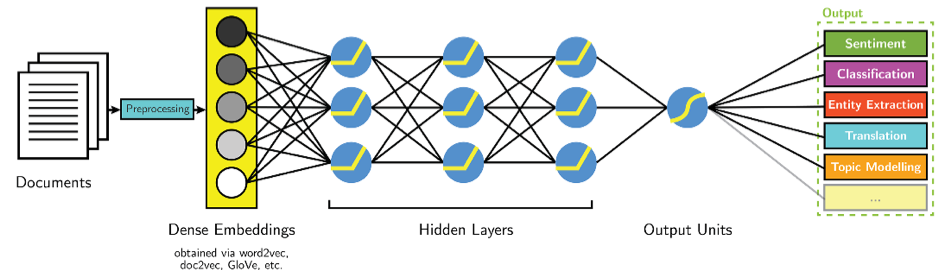 Output
Sentiment
Classification
Entity Extraction
Translation
Topic Modelling
...
Preprocessing
Documents
Dense Embeddings
obtained via word2vec,
doc2vec, GloVe, etc.
Hidden Layers
Output Units